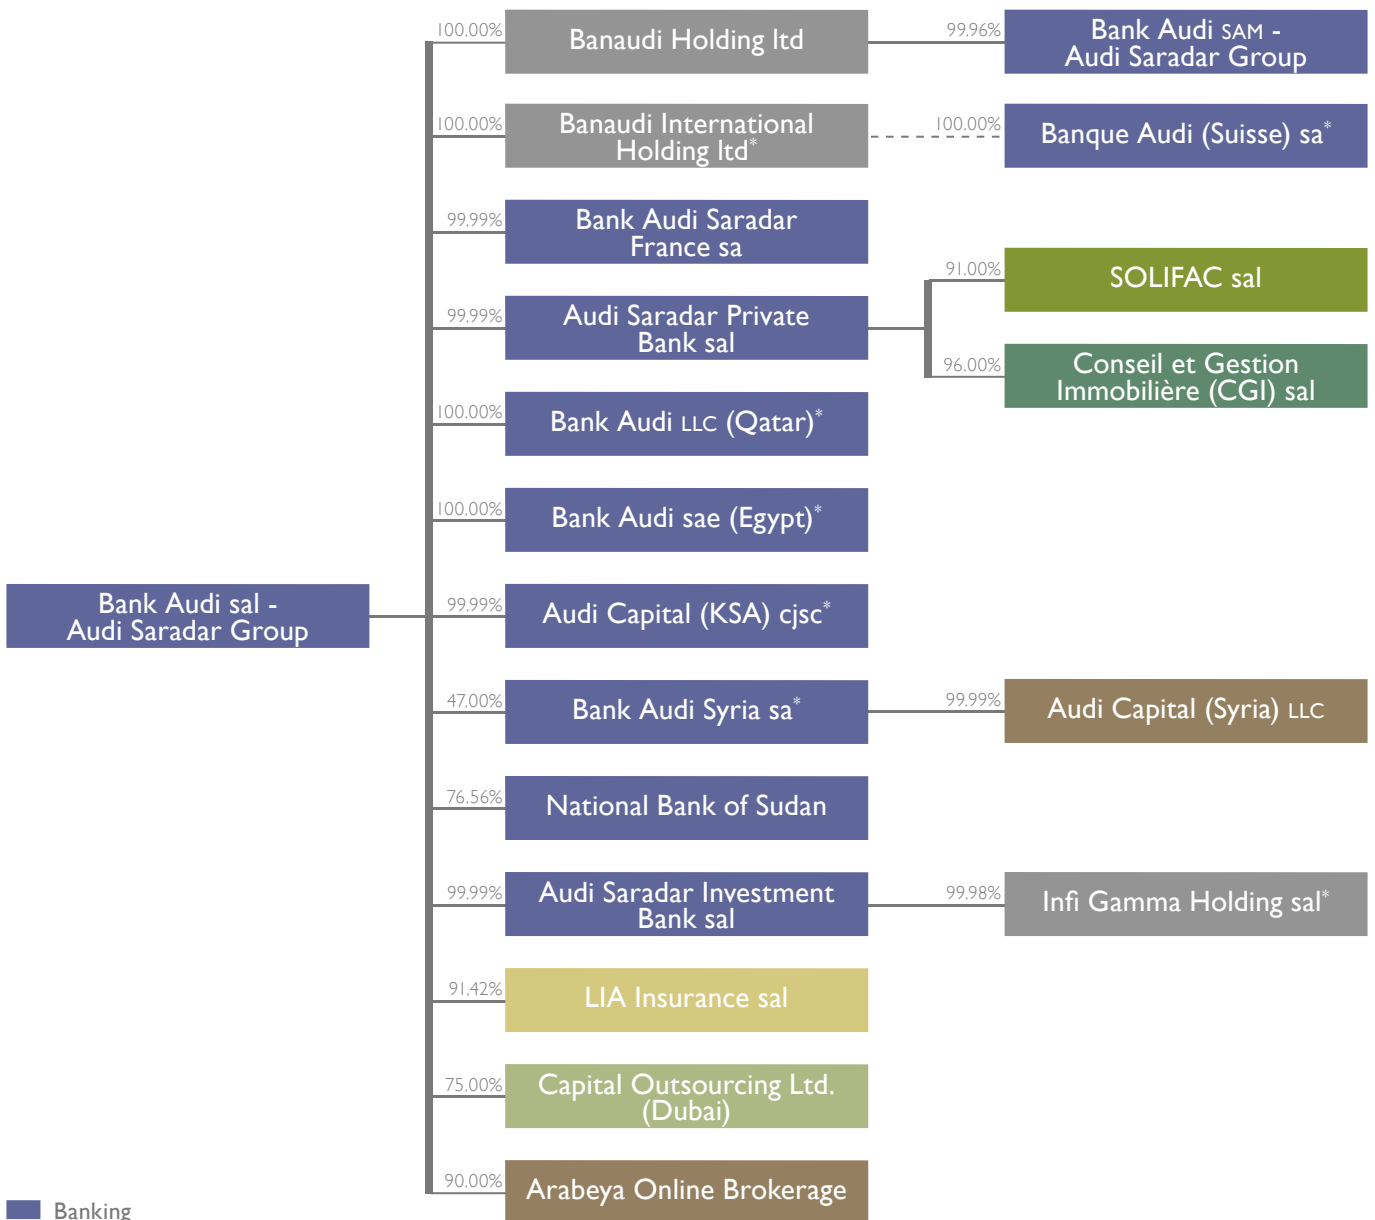 100.00%
Banaudi Holding ltd
99.96%
Bank Audi SAM -
Audi Saradar Group
100.00%
Banaudi International
Holding ltd*
100.00%
Banque Audi (Suisse) sa*
99.99%
Bank Audi Saradar
France sa
91.00%
SOLIFAC sal
99.99%
Audi Saradar Private
Bank sal
96.00%
Conseil et Gestion
Immobilière (CGI) sal
100.00%
Bank Audi LLC (Qatar)*
100.00%
Bank Audi sae (Egypt)*
Bank Audi sal -
Audi Saradar Group
99.99%
Audi Capital (KSA) cjsc*
47.00%
Bank Audi Syria sa*
99.99%
Audi Capital (Syria) LLC
76.56%
National Bank of Sudan
99.99%
Audi Saradar Investment
Bank sal
99.98%
Infi Gamma Holding sal*
91.42%
LIA Insurance sal
75.00%
Capital Outsourcing Ltd.
(Dubai)
90.00%
Arabeya Online Brokerage
Banking